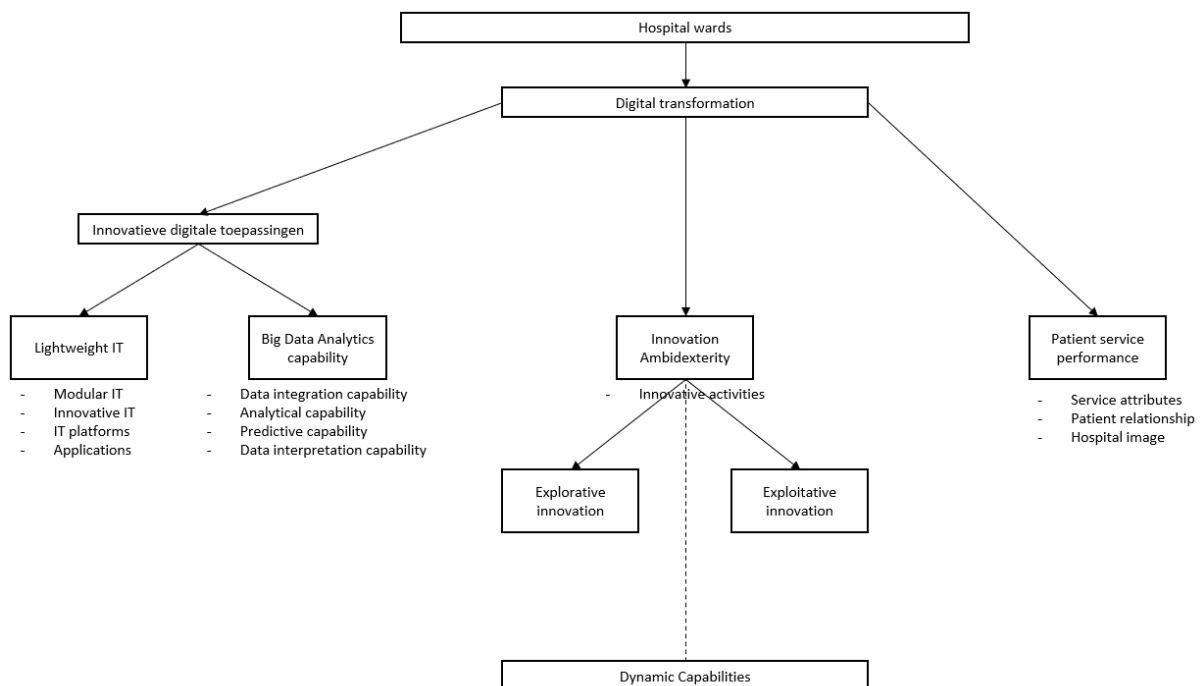 Hospital wards
Digital transformation
Innovatieve digitale toepassingen
Lightweight IT
Big Data Analytics
capability
Innovation
Ambidexterity
Patient service
performance
- Modular IT
- Innovative IT
- IT platforms
- Applications
- Data integration capability
- Analytical capability
- Predictive capability
- Data interpretation capability
- Innovative activities
- Service attributes
- Patient relationship
- Hospital image
Explorative
innovation
Exploitative
innovation
Dynamic Capabilities